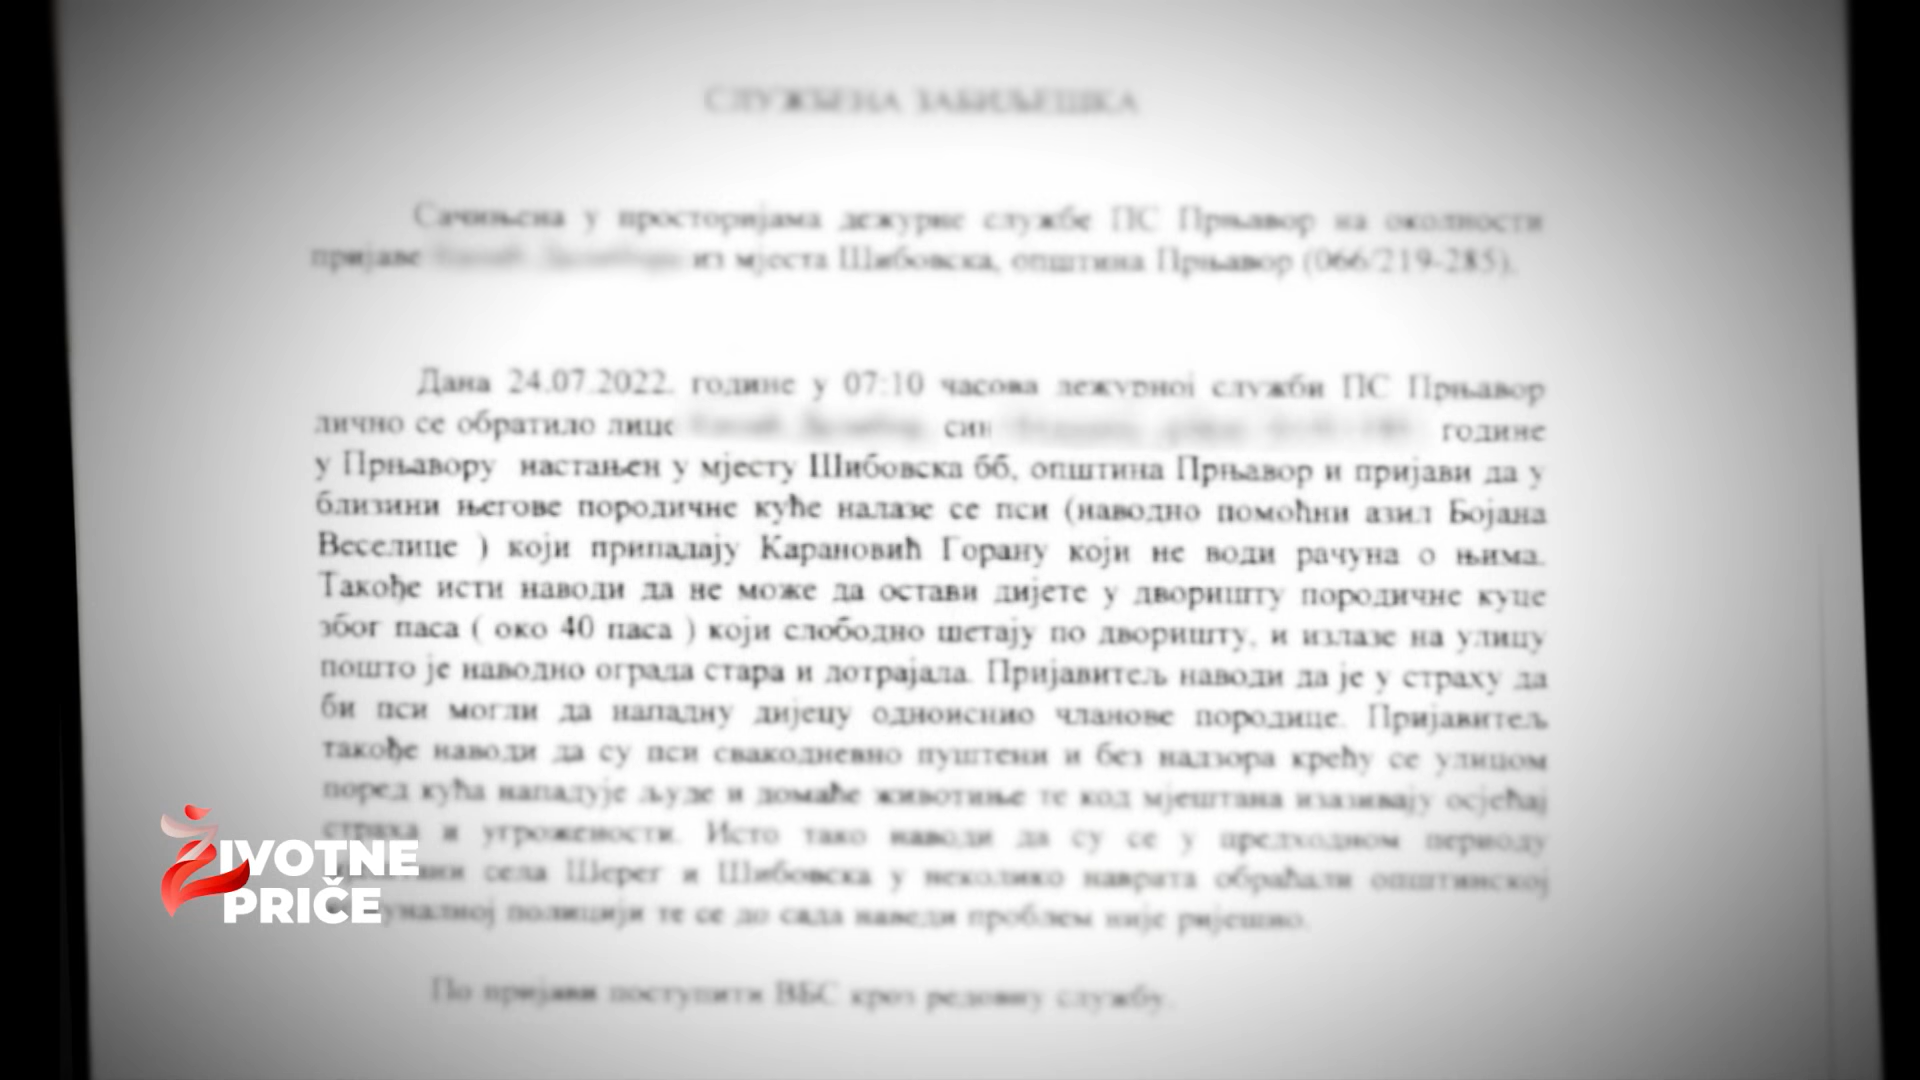 СЛУЖБЕНА ЗАБИЉЕШКА
Сачињена у просторијама дежурне службе ПС Прњавор на околности
пријаве из мјеста Шибовска, општина Прњавор (066/219-285).
Дана 24.07.2022. године у 07:10 часова дежурној служби ПС Прњавор
лично се обратило лице син године
у Прњавору настањен у мјесту Шибовска бб, општина Прњавор и пријави да у
близини његове породичне куће налазе се пси (наводно помоћни азил Бојана
Веселице ) који припадају Карановић Горану који не води рачуна о њима.
Такође исти наводи да не може да остави дијете у дворишту породичне куће
због паса ( око 40 паса ) који слободно шетају по дворишту, и излазе на улицу
пошто је наводно ограда стара и дотрајала. Пријавитељ наводи да је у страху да
би пси могли да нападну дијецу односнио чланове породице. Пријавитељ
такође наводи да су пси свакодневно пуштени и без надзора крећу се улицом
поред кућа нападује људе и домаће животиње те код мјештана изазивају осјећај
страха и угрожености. Исто тако наводи да су се у предходном периоду
села Шерег и Шибовска у неколико наврата обраћали општинској
полицији те се до сада наведи проблем није ријешио.
По пријави поступити ВБС кроз редовну службу.
ŽIVOTNE
PRIČE